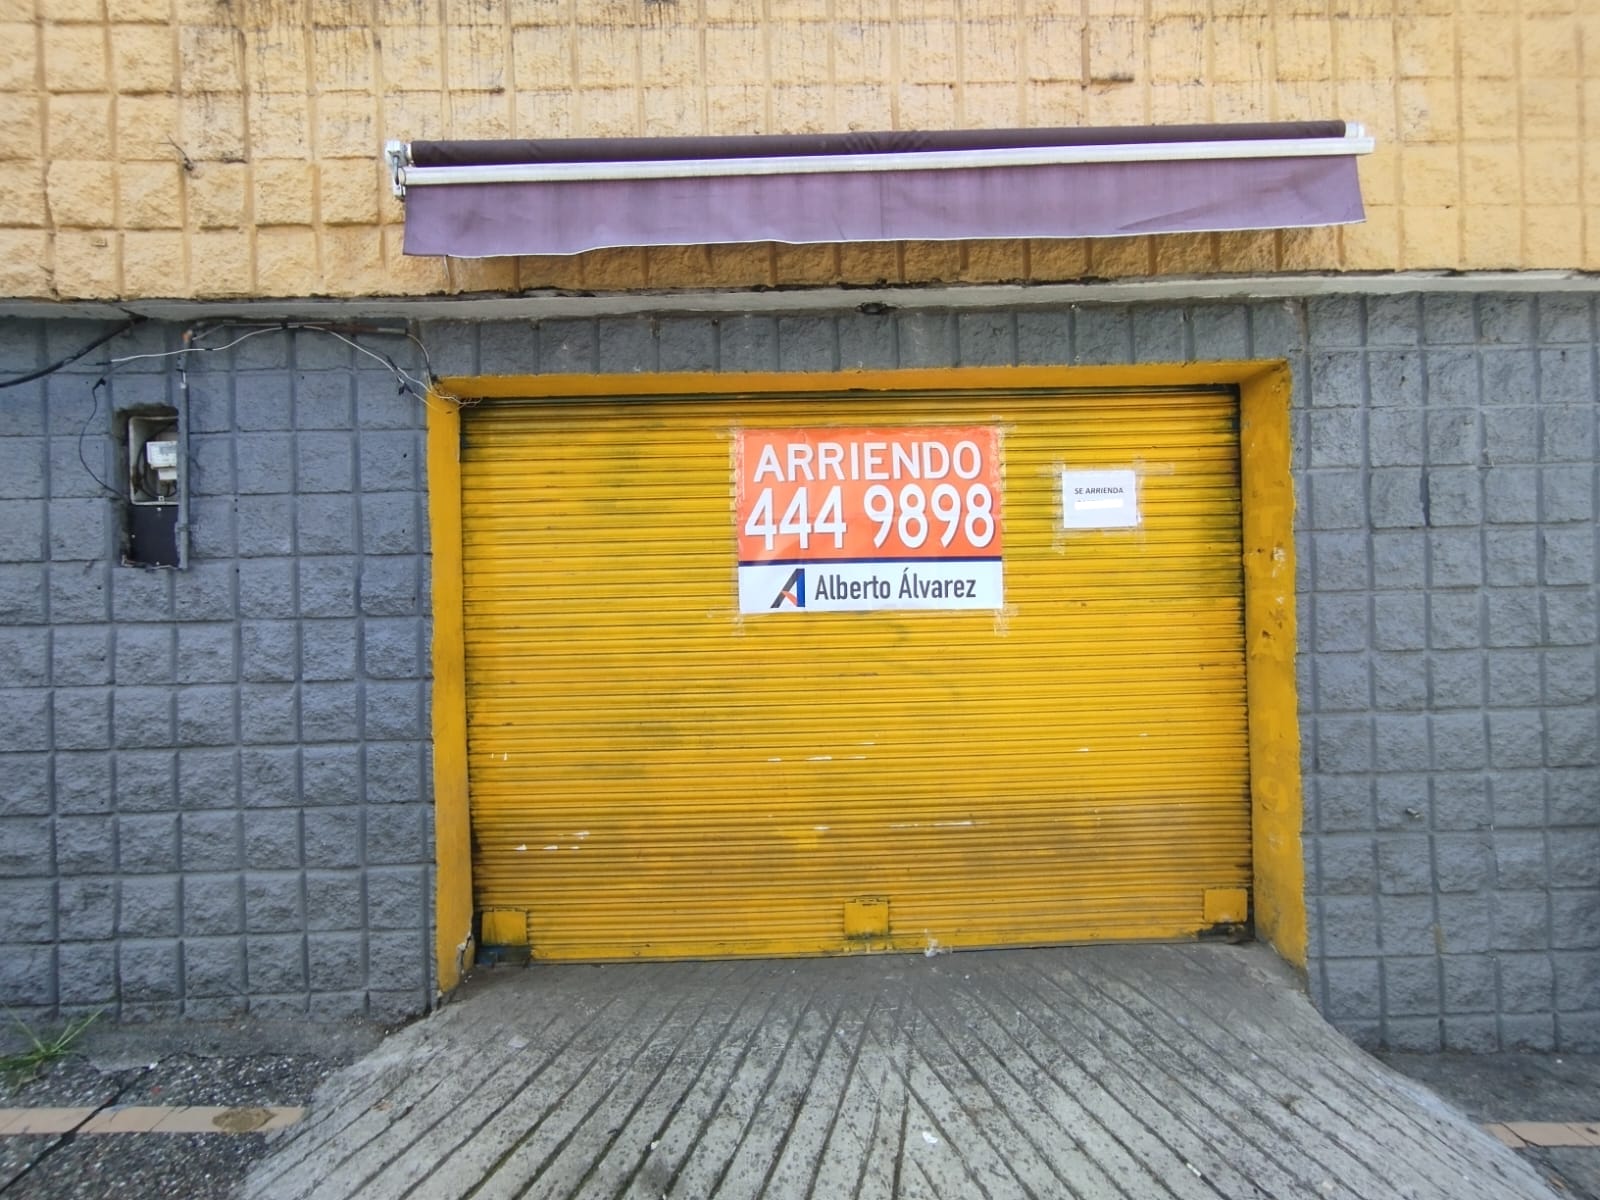 ARRIENDO
444 9898
Alberto Álvarez
SE ARRIENDA